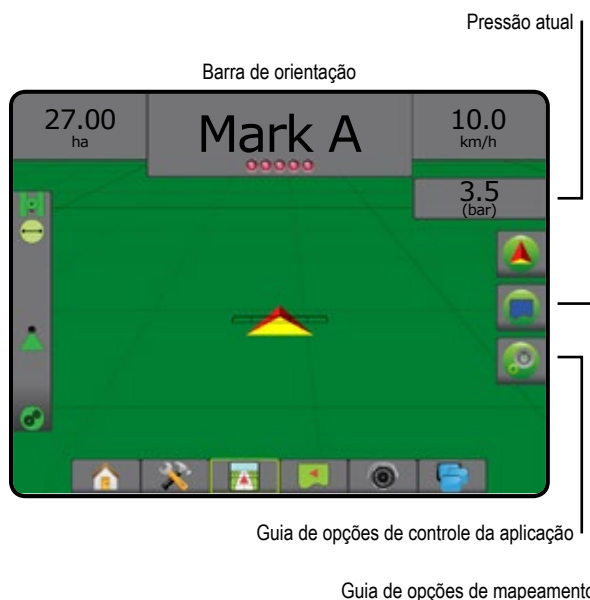 Pressão atual
Barra de orientação
27.00
ha
Mark A
10.0
km/h
3.5
(bar)
Guia de opções de controle da aplicação
Guia de opções de mapeamento